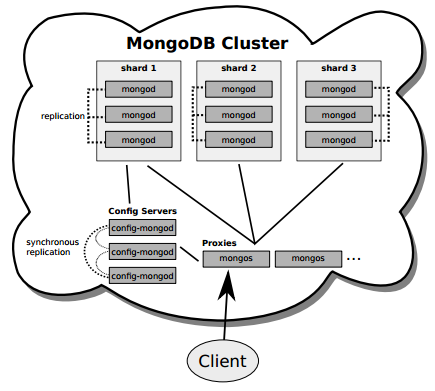 MongoDB Cluster
shard 1
shard 2
shard 3
mongod
mongod
mongod
mongod
mongod
mongod
mongod
mongod
mongod
replication
Config Servers
config-mongod
config-mongod
config-mongod
synchronous
replication
Proxies
mongos
mongos
...
Client